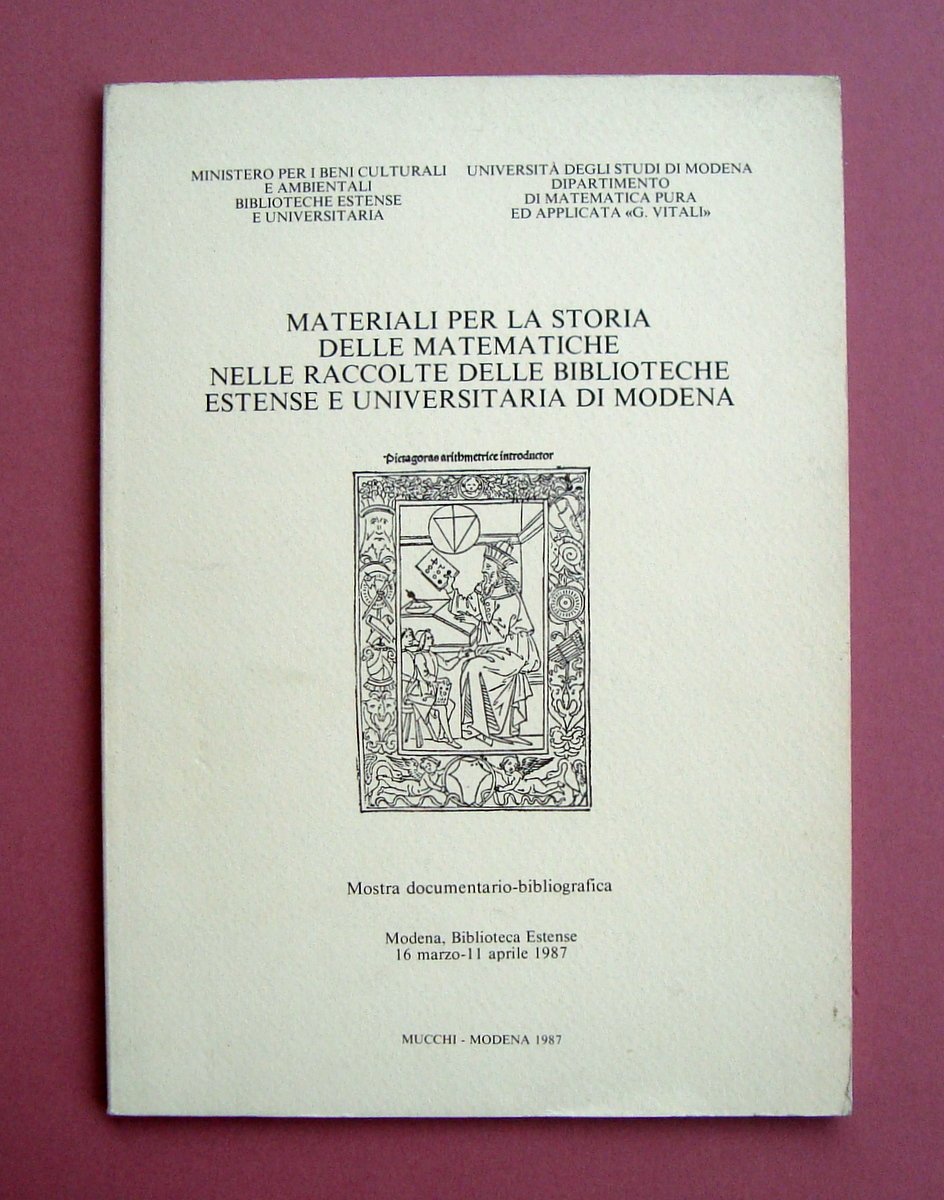 MINISTERO PER I BENI CULTURALI
E AMBIENTALI
BIBLIOTECHE ESTENSE
E UNIVERSITARIA
UNIVERSITÀ DEGLI STUDI DI MODENA
DIPARTIMENTO
DI MATEMATICA PURA
ED APPLICATA «G. VITALI»
MATERIALI PER LA STORIA
DELLE MATEMATICHE
NELLE RACCOLTE DELLE BIBLIOTECHE
ESTENSE E UNIVERSITARIA DI MODENA
Pictagoras arithmetrice introductor
Mostra documentario-bibliografica
Modena, Biblioteca Estense
16 marzo-11 aprile 1987
MUCCHI - MODENA 1987